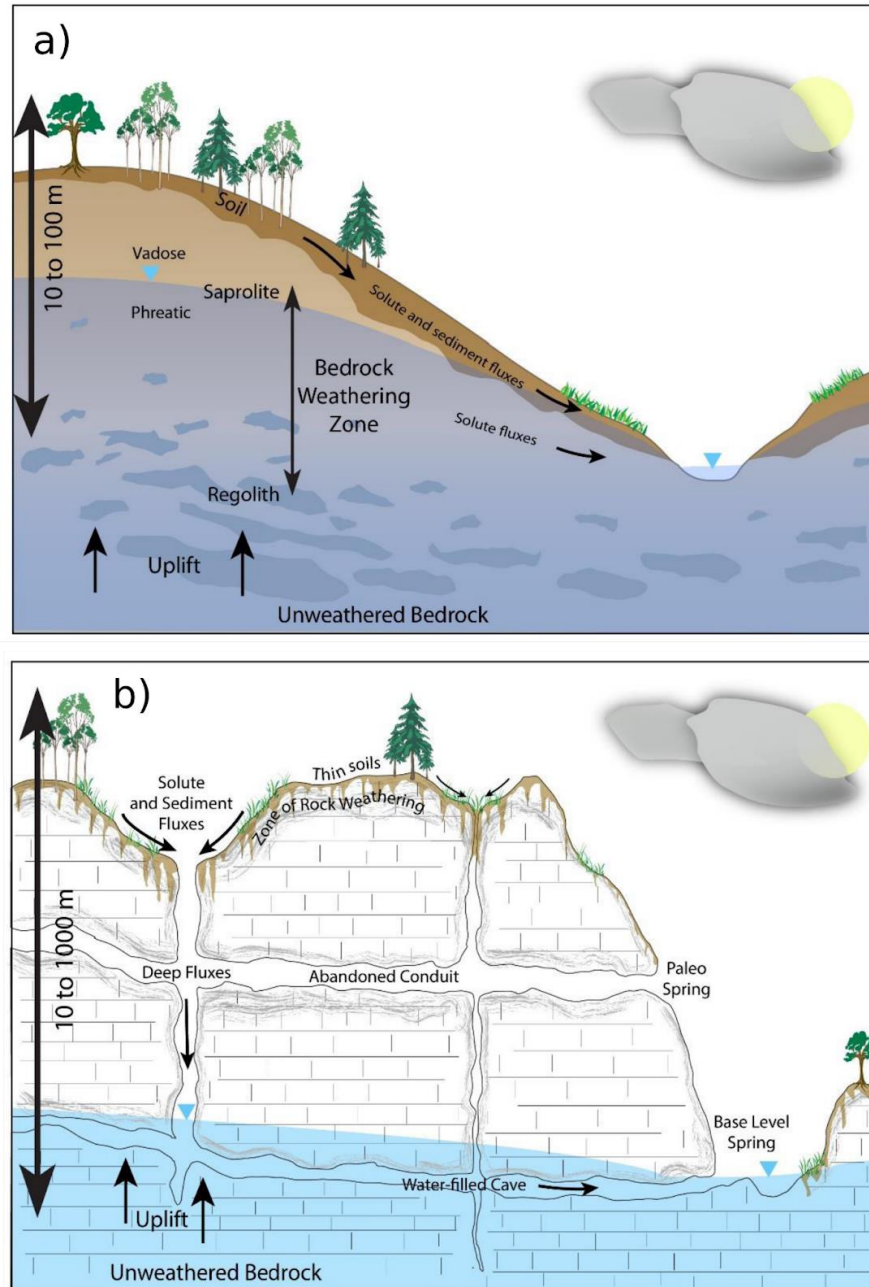 a)
10 to 100 m
Soil
Vadose
Saprolite
Phreatic
Solute and sediment fluxes
Bedrock
Weathering
Zone
Solute fluxes
Regolith
Uplift
Unweathered Bedrock
b)
10 to 1000 m
Solute
and Sediment
Fluxes
Thin soils
Zone of Rock Weathering
Deep Fluxes
Abandoned Conduit
Paleo
Spring
Base Level
Spring
Water-filled Cave
Uplift
Unweathered Bedrock